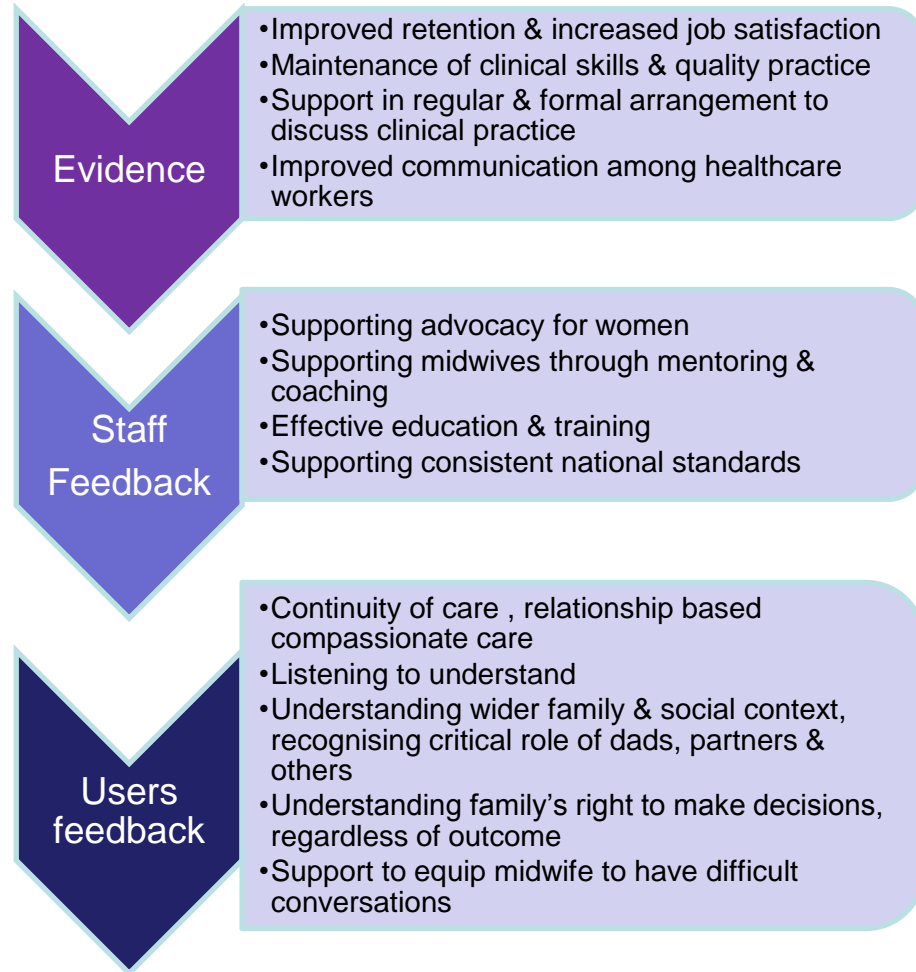 Evidence
•Improved retention & increased job satisfaction
•Maintenance of clinical skills & quality practice
•Support in regular & formal arrangement to
discuss clinical practice
•Improved communication among healthcare
workers
Staff
Feedback
•Supporting advocacy for women
•Supporting midwives through mentoring &
coaching
•Effective education & training
•Supporting consistent national standards
Users
feedback
•Continuity of care , relationship based
compassionate care
•Listening to understand
•Understanding wider family & social context,
recognising critical role of dads, partners &
others
•Understanding family’s right to make decisions,
regardless of outcome
•Support to equip midwife to have difficult
conversations